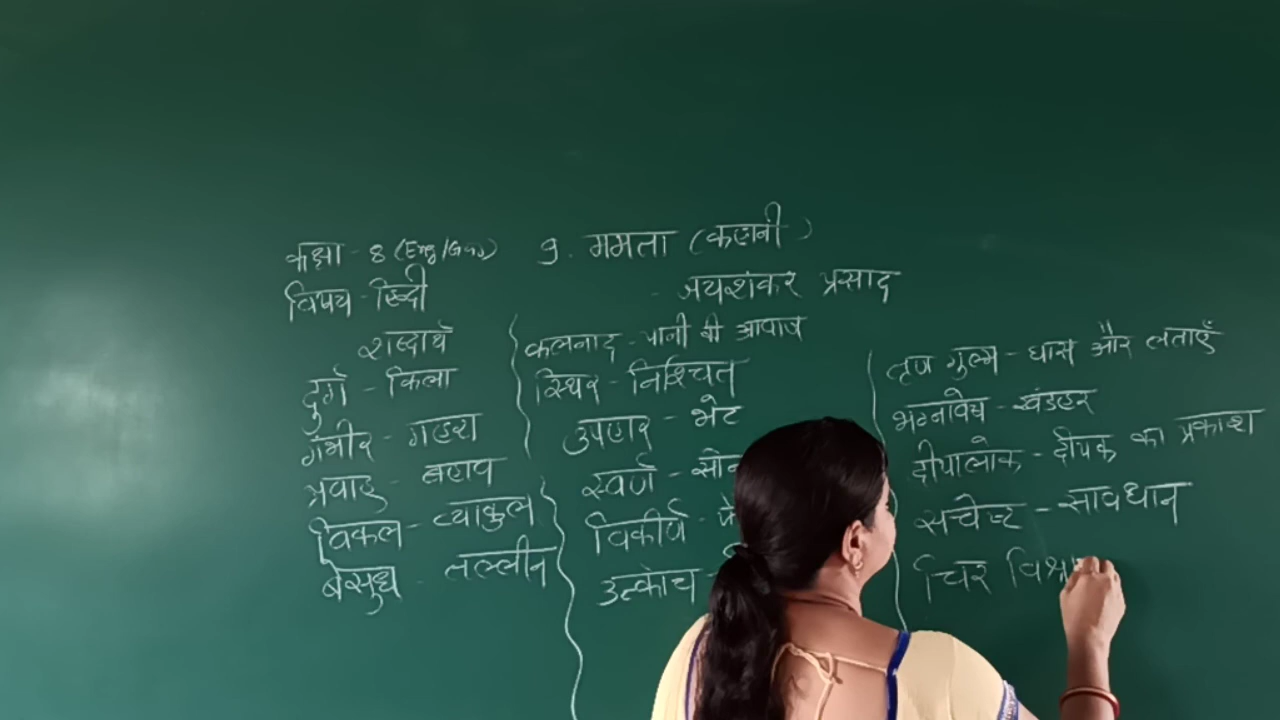 कक्षा - 8 (Eng/Guj)
9. ममता (कहानी)
विषय - हिन्दी
- जयशंकर प्रसाद
शब्दार्थ
दुर्ग - किला
गंभीर - गहरा
प्रवाह - बहाव
विकल - व्याकुल
बेसुध - तल्लीन
कलनाद - पानी की आवाज
स्थिर - निश्चित
उपहार - भेट
स्वर्ण -
विकीर्ण -
उत्कोच -
तृण गुल्म - घास और लताएँ
भग्नावेष - खंडहर
दीपालोक - दीपक का प्रकाश
सचेष्ट - सावधान
चिर